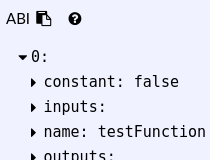 ABI
0:
constant: false
inputs:
name: testFunction
outputs: